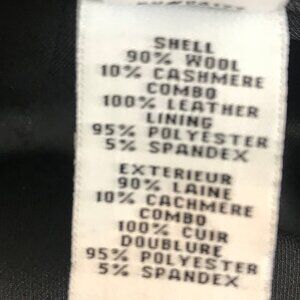 SHELL
90% WOOL
10% CASHMERE
COMBO
100% LEATHER
LINING
95% POLYESTER
5% SPANDEX
EXTERIEUR
90% LAINE
10% CACHMERE
COMBO
100% CUIR
DOUBLURE
95% POLYESTER
5% SPANDEX